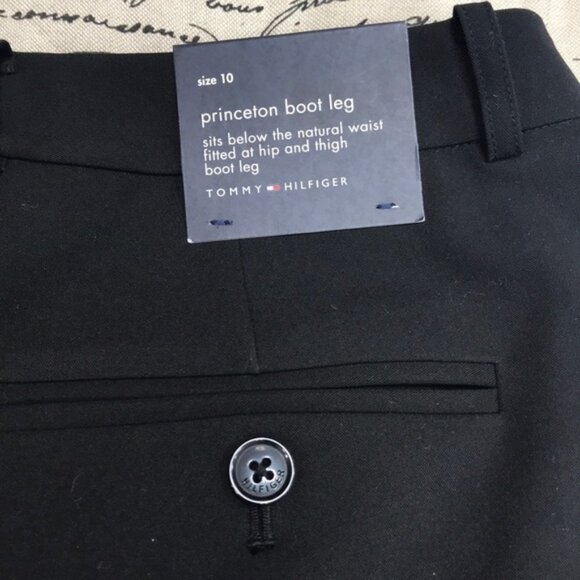 connaissance
size 10
princeton boot leg
sits below the natural waist
fitted at hip and thigh
boot leg
TOMMY HILFIGER
HILFIGER